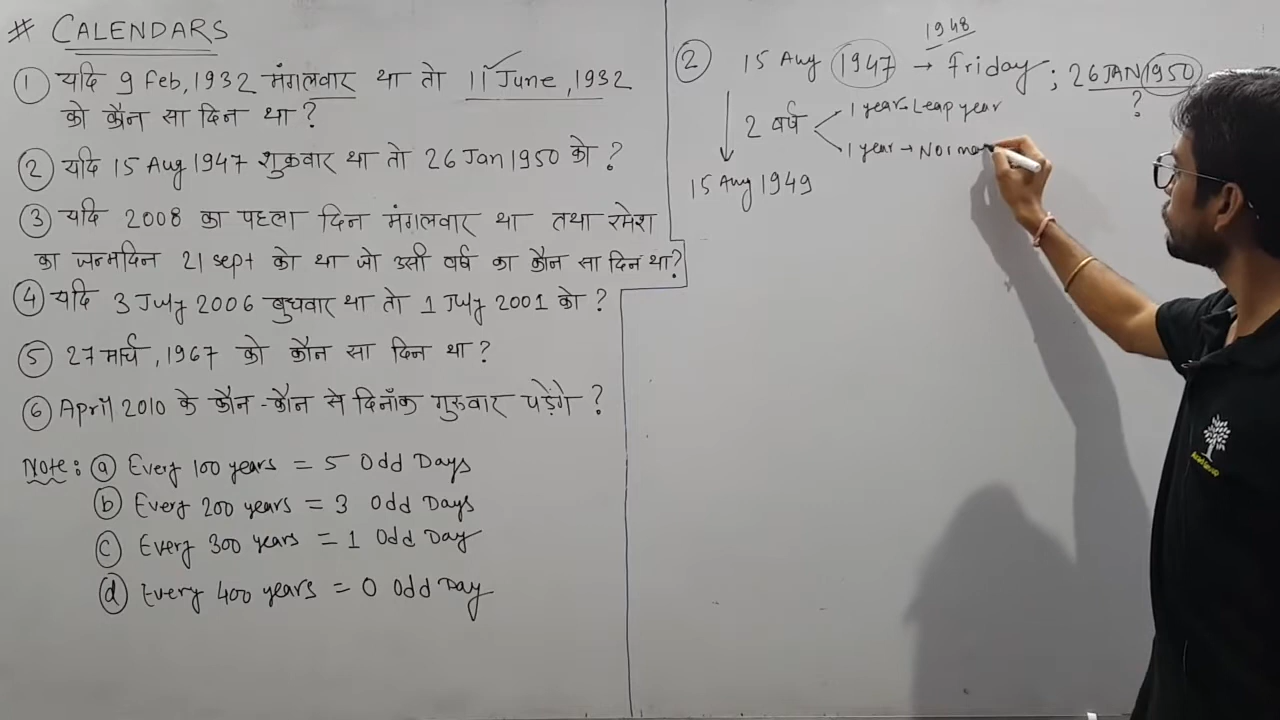 # CALENDARS
① यदि 9 Feb, 1932 मंगलवार था तो 11 June, 1932
को कौन सा दिन था ?
② यदि 15 Aug 1947 शुक्रवार था तो 26 Jan 1950 को ?
③ यदि 2008 का पहला दिन मंगलवार था तथा रमेश
का जन्मदिन 21 sept को था जो उसी वर्ष का कौन सा दिन था?
④ यदि 3 July 2006 बुधवार था तो 1 July 2001 को ?
⑤ 27 मार्च, 1967 को कौन सा दिन था ?
⑥ April 2010 के कौन-कौन से दिनाँक गुरुवार पड़ेंगे ?
Note: ⓐ Every 100 years = 5 Odd Days
ⓑ Every 200 years = 3 Odd Days
ⓒ Every 300 years = 1 Odd Day
ⓓ Every 400 years = 0 Odd Day
1948
② 15 Aug 1947 → Friday ; 26 JAN 1950
?
2 वर्ष
1 year - Leap year
1 year → Norma
15 Aug 1949